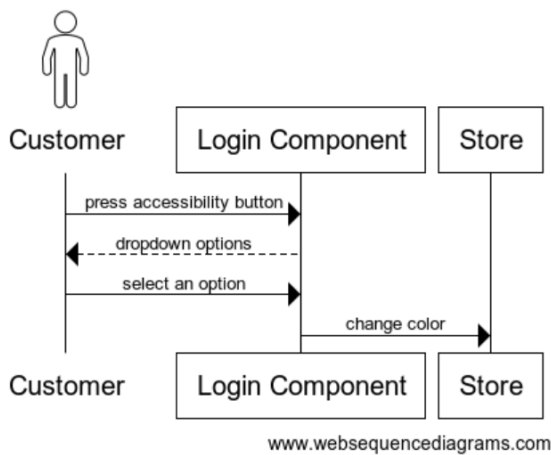 Customer
Login Component
Store
press accessibility button
dropdown options
select an option
change color
Customer
Login Component
Store
www.websequencediagrams.com